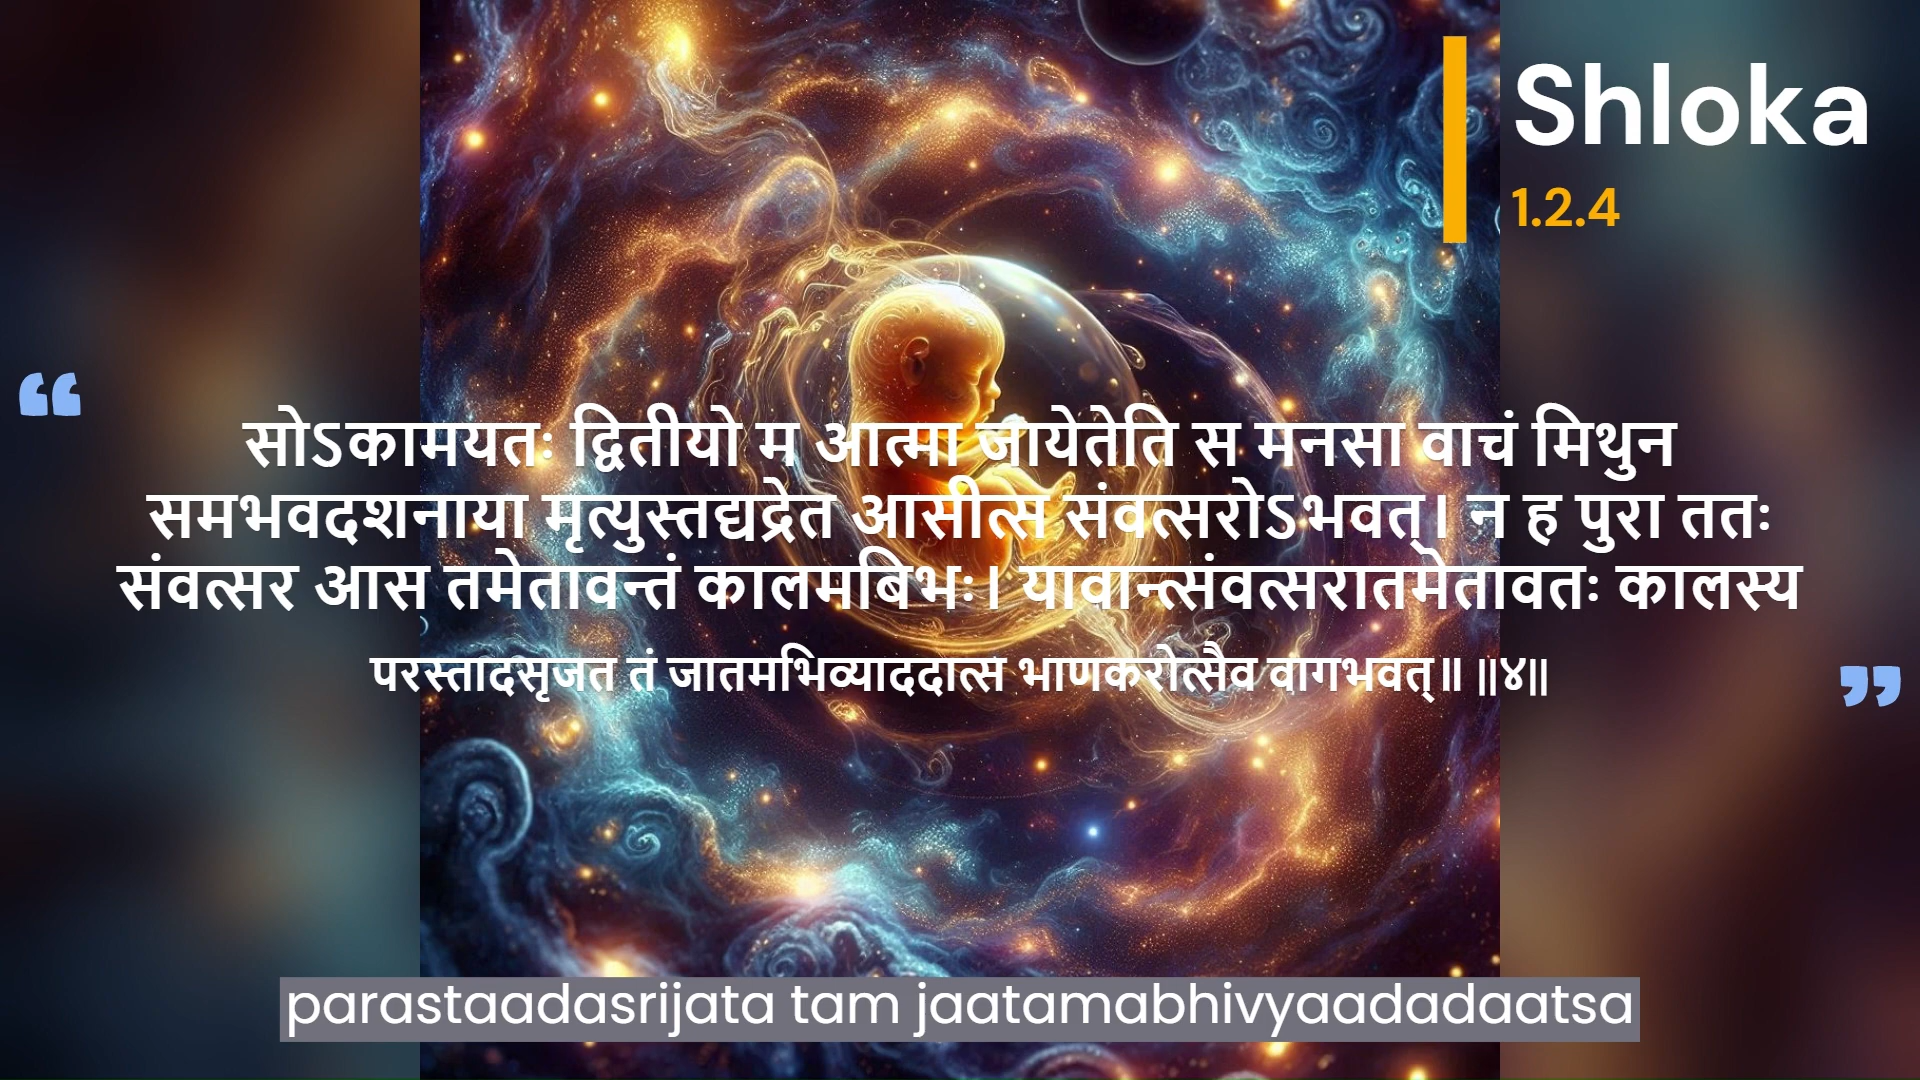 Shloka
1.2.4
“
सोऽकामयतः द्वितीयो म आत्मा जायेतेति स मनसा वाचं मिथुन
समभवदशनाया मृत्युस्तद्यद्रेत आसीत्स संवत्सरोऽभवत्। न ह पुरा ततः
संवत्सर आस तमेतावन्तं कालमबिभः। यावान्त्संवत्सरातमेतावतः कालस्य
परस्तादसृजत तं जातमभिव्याददात्स भाणकरोत्सैव वागभवत्॥ ॥४॥
”
parastaadasrijata tam jaatamabhivyaadadaatsa